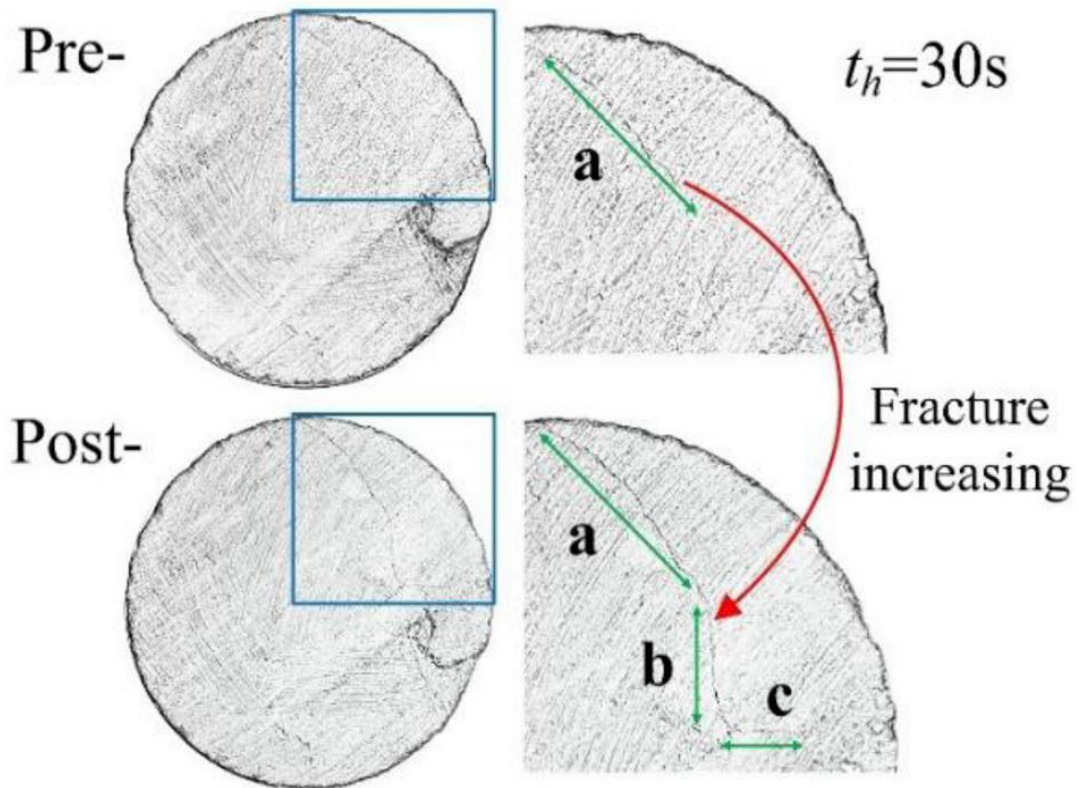 Pre-
t_h=30s
a
Post-
Fracture
increasing
a
b
c